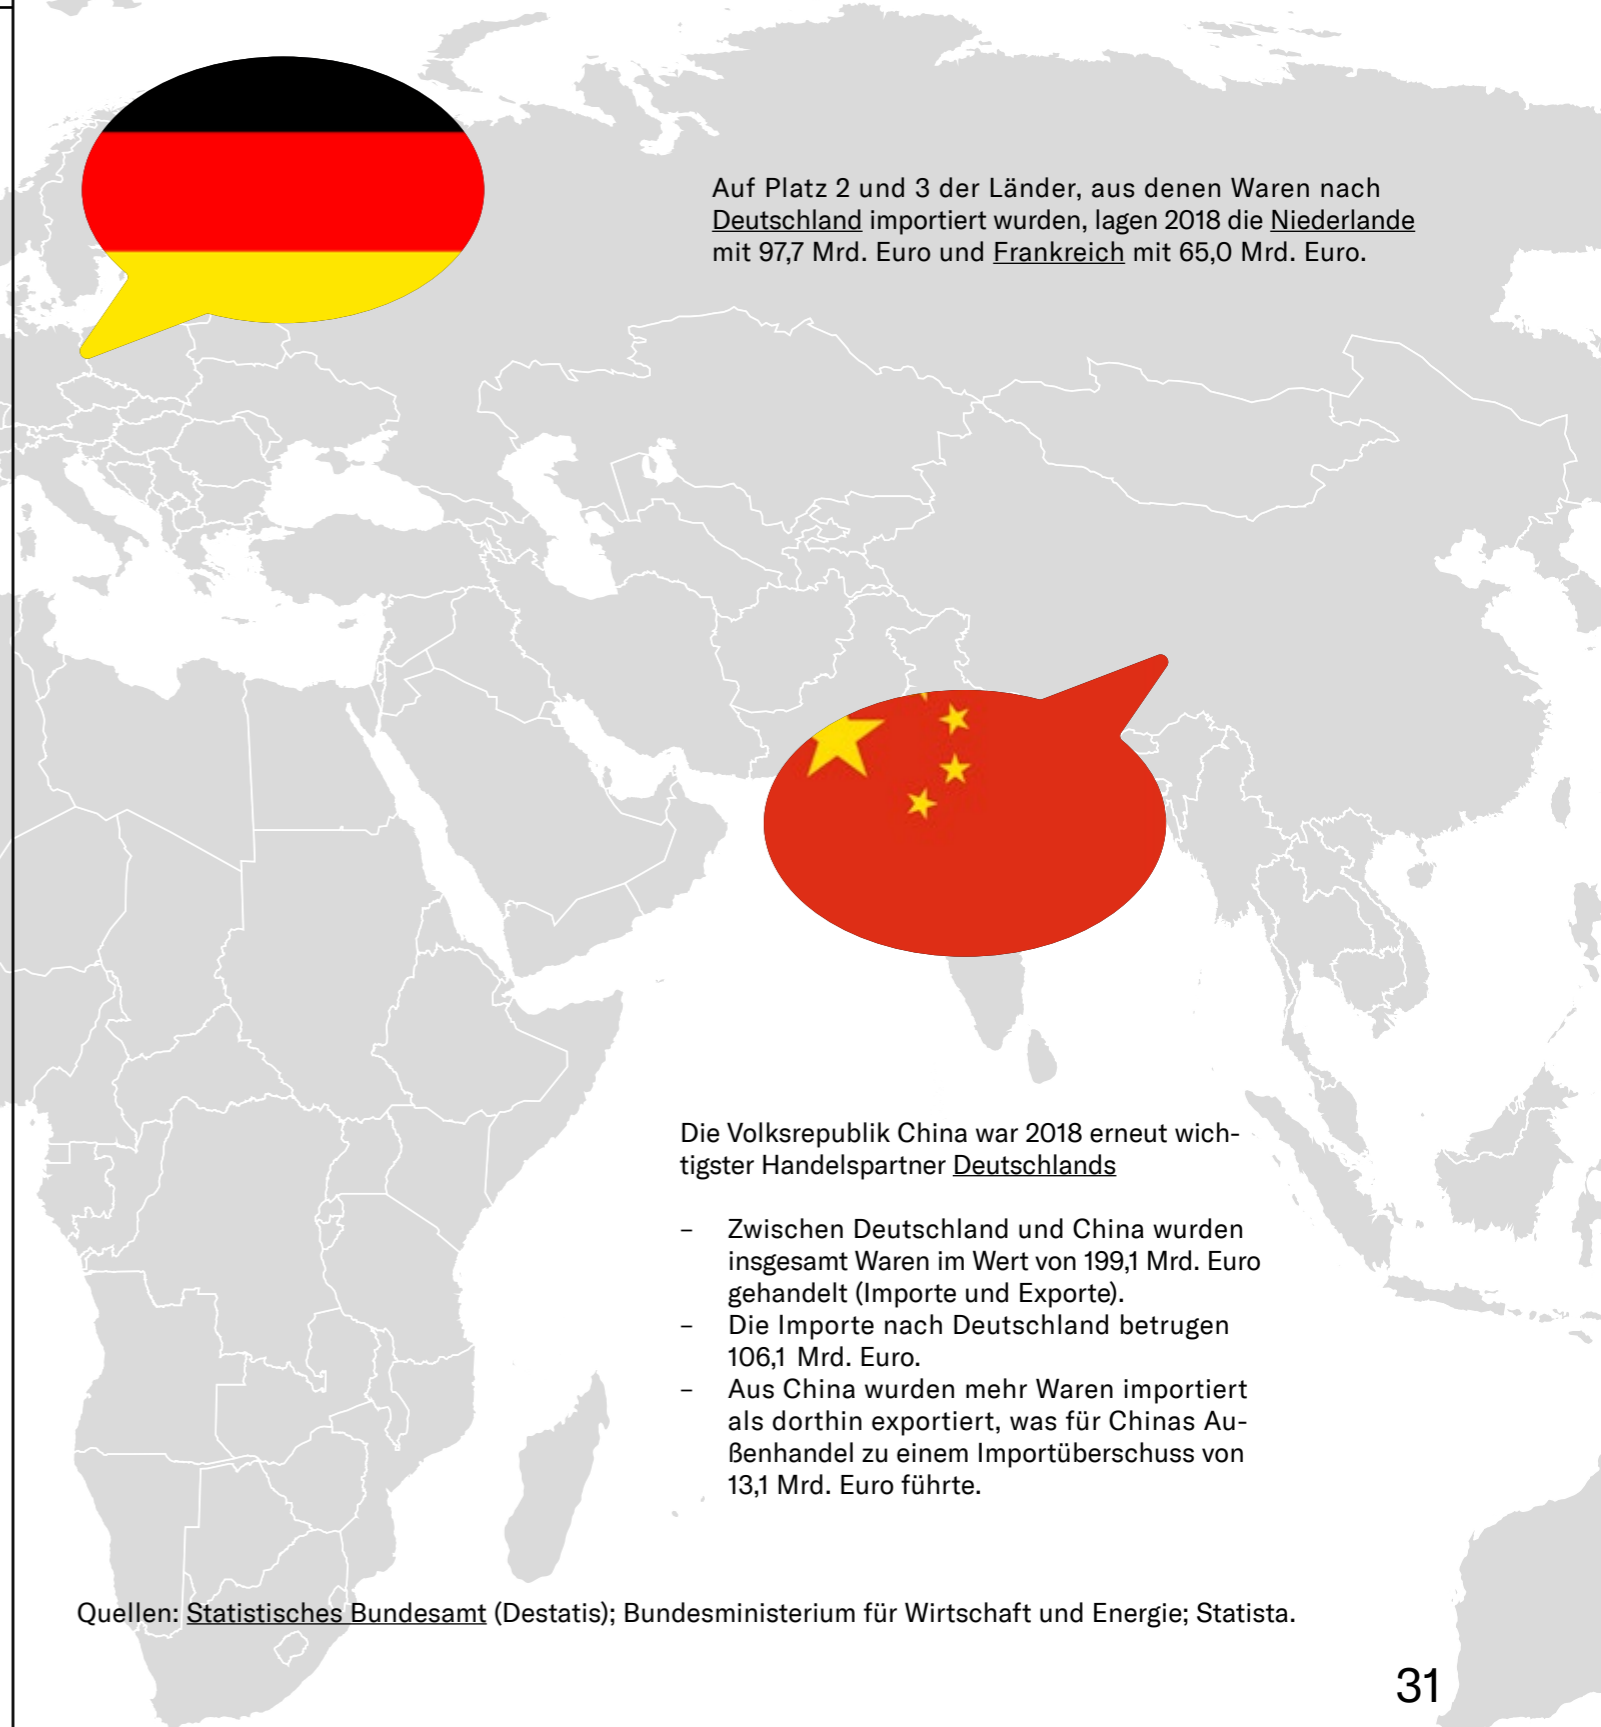 Auf Platz 2 und 3 der Länder, aus denen Waren nach
Deutschland importiert wurden, lagen 2018 die Niederlande
mit 97,7 Mrd. Euro und Frankreich mit 65,0 Mrd. Euro.
Die Volksrepublik China war 2018 erneut wich-
tigster Handelspartner Deutschlands
– Zwischen Deutschland und China wurden
insgesamt Waren im Wert von 199,1 Mrd. Euro
gehandelt (Importe und Exporte).
– Die Importe nach Deutschland betrugen
106,1 Mrd. Euro.
– Aus China wurden mehr Waren importiert
als dorthin exportiert, was für Chinas Au-
ßenhandel zu einem Importüberschuss von
13,1 Mrd. Euro führte.
Quellen: Statistisches Bundesamt (Destatis); Bundesministerium für Wirtschaft und Energie; Statista.
31